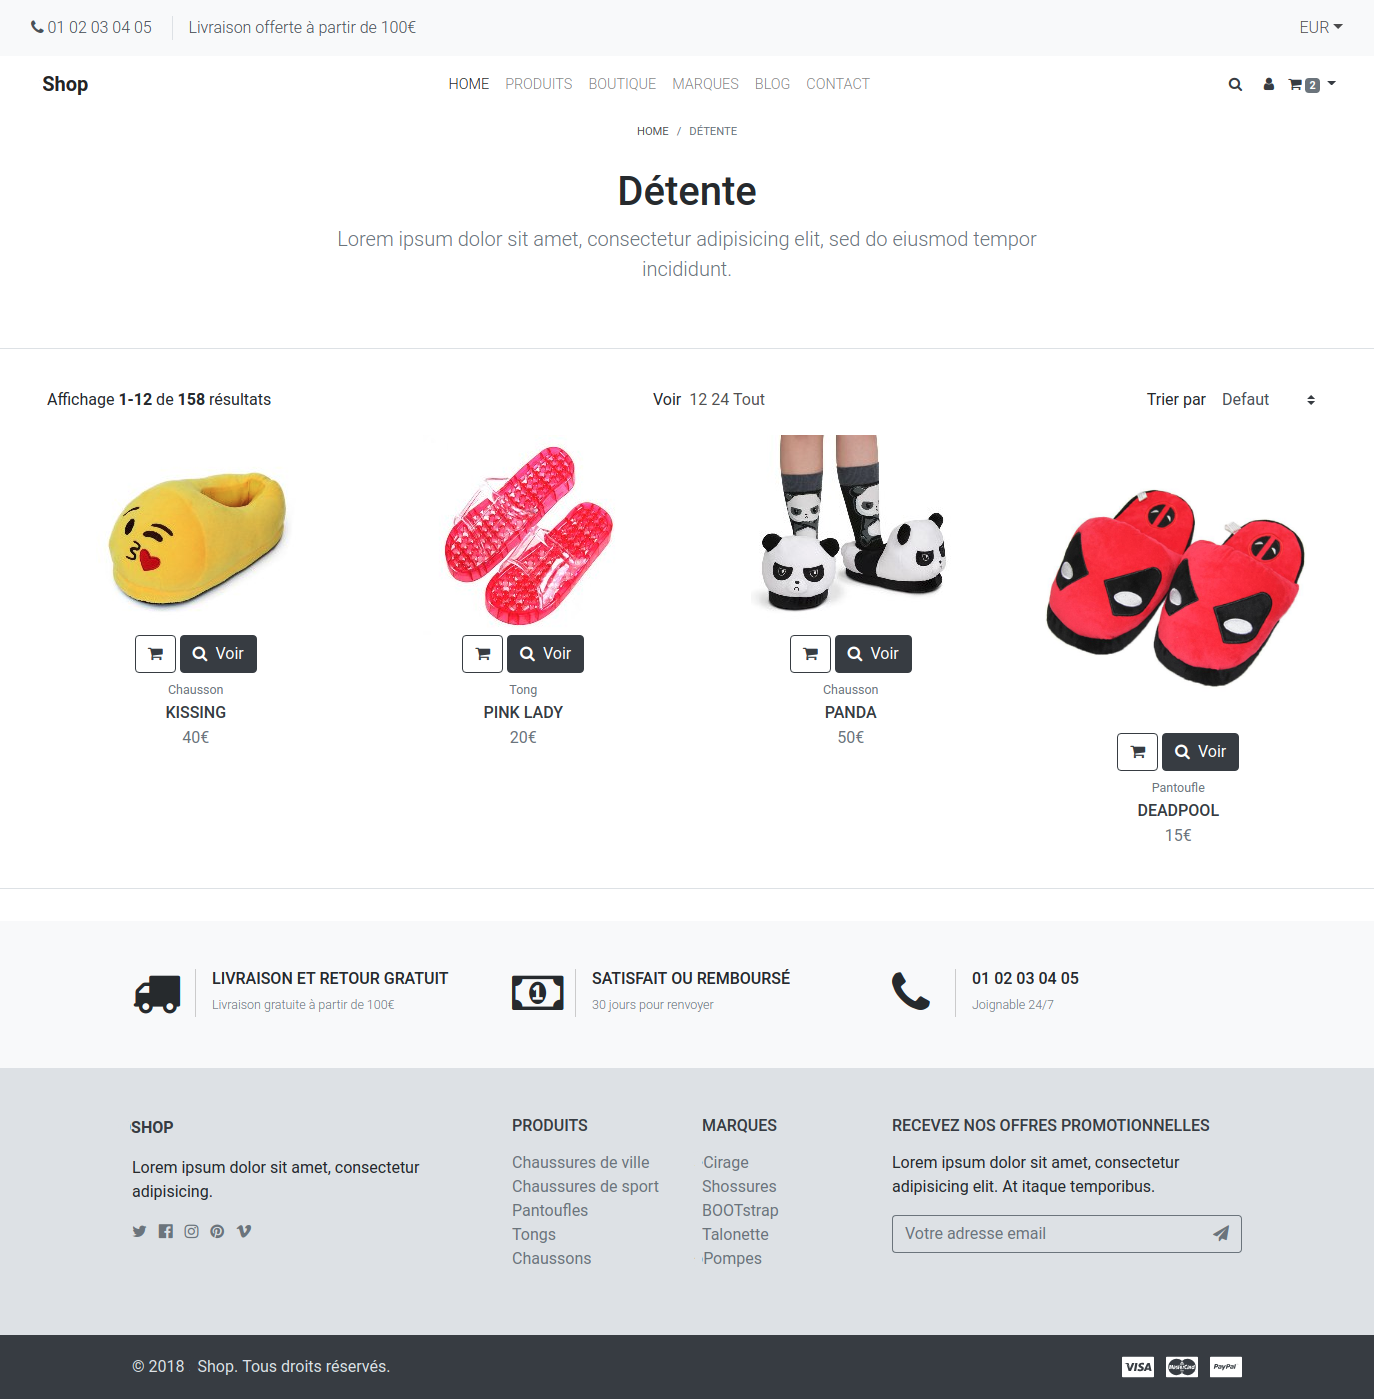 01 02 03 04 05 Livraison offerte à partir de 100€ EUR
Shop HOME PRODUITS BOUTIQUE MARQUES BLOG CONTACT 2
HOME / DÉTENTE
Détente
Lorem ipsum dolor sit amet, consectetur adipisicing elit, sed do eiusmod tempor
incididunt.
Affichage 1-12 de 158 résultats Voir 12 24 Tout Trier par Defaut
Voir
Chausson
KISSING
40€
Voir
Tong
PINK LADY
20€
Voir
Chausson
PANDA
50€
Voir
Pantoufle
DEADPOOL
15€
LIVRAISON ET RETOUR GRATUIT
Livraison gratuite à partir de 100€
1
SATISFAIT OU REMBOURSÉ
30 jours pour renvoyer
01 02 03 04 05
Joignable 24/7
SHOP
Lorem ipsum dolor sit amet, consectetur
adipisicing.
PRODUITS
Chaussures de ville
Chaussures de sport
Pantoufles
Tongs
Chaussons
MARQUES
Cirage
Shossures
BOOTstrap
Talonette
Pompes
RECEVEZ NOS OFFRES PROMOTIONNELLES
Lorem ipsum dolor sit amet, consectetur
adipisicing elit. At itaque temporibus.
Votre adresse email
© 2018 Shop. Tous droits réservés. VISA MasterCard PayPal